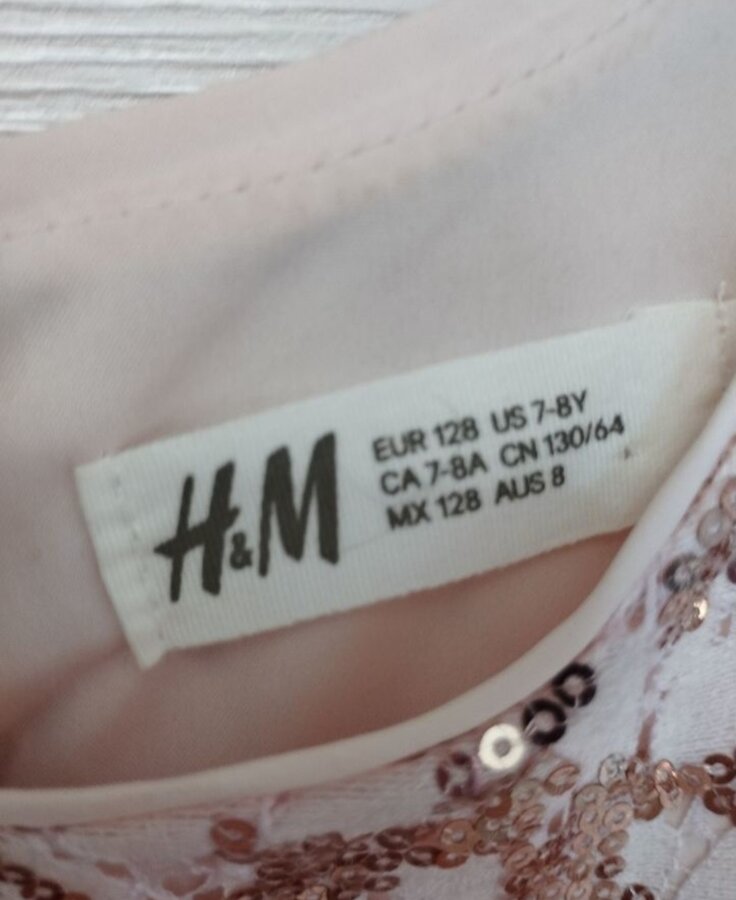 H&M
EUR 128 US 7-8Y
CA 7-8A CN 130/64
MX 128 AUS 8